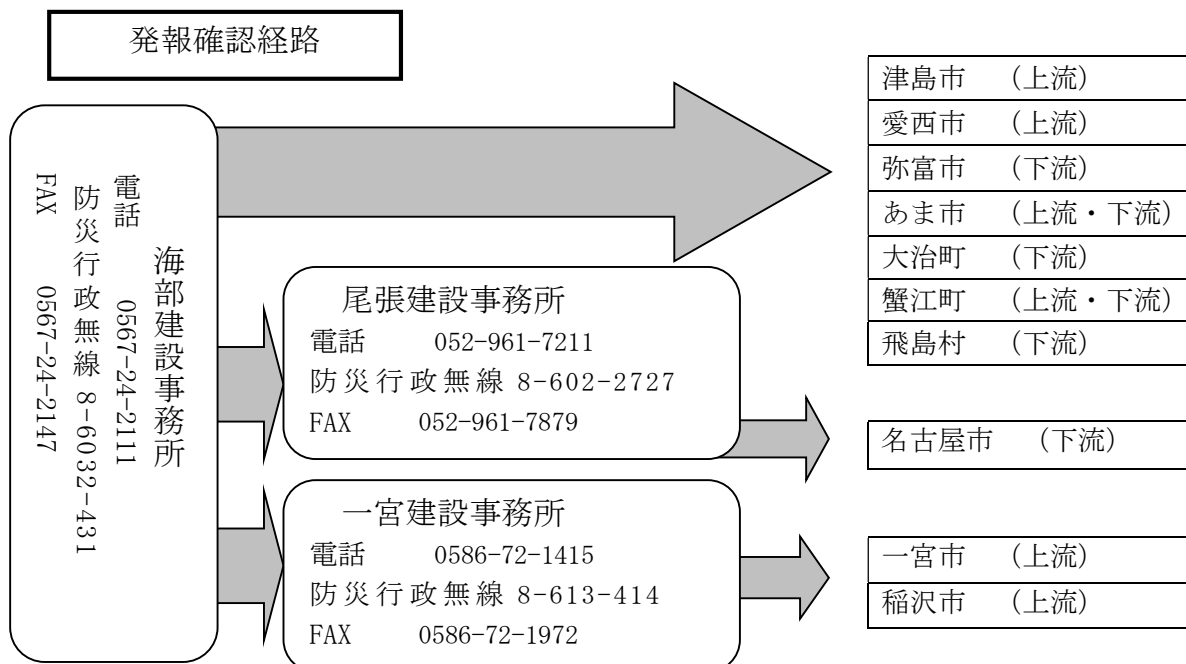 発報確認経路
海部建設事務所
電話 0567-24-2111
防災行政無線 8-6032-431
FAX 0567-24-2147
尾張建設事務所
電話 052-961-7211
防災行政無線 8-602-2727
FAX 052-961-7879
一宮建設事務所
電話 0586-72-1415
防災行政無線 8-613-414
FAX 0586-72-1972
津島市 (上流)
愛西市 (上流)
弥富市 (下流)
あま市 (上流・下流)
大治町 (下流)
蟹江町 (上流・下流)
飛島村 (下流)
名古屋市 (下流)
一宮市 (上流)
稲沢市 (上流)